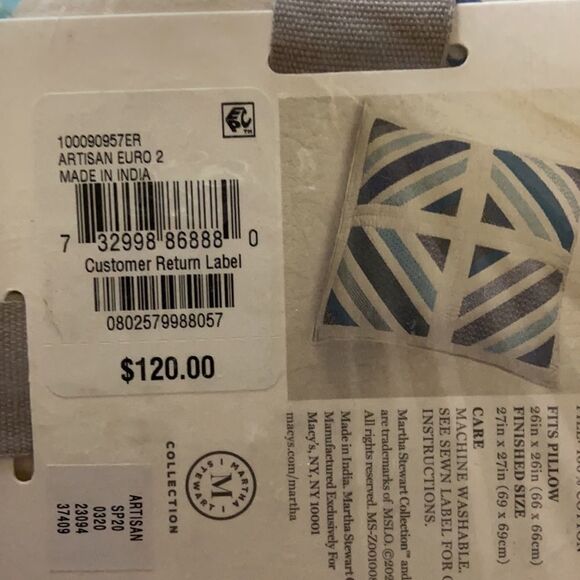 100090957ER
ARTISAN EURO 2
MADE IN INDIA
7 32998 86888 0
Customer Return Label
0802579988057
$120.00
EPC™
COLLECTION
MARTHA STEWART
M
ARTISAN
SP20
0320
23094
37409
FITS PILLOW
26in x 26in (66 x 66cm)
FINISHED SIZE
27in x 27in (69 x 69cm)
CARE
MACHINE WASHABLE.
SEE SEWN LABEL FOR
INSTRUCTIONS.
Martha Stewart Collection™ and
are trademarks of MSLO. ©
All rights reserved.
Made in India. Martha Stewart
Manufactured Exclusively For
Macy's, NY, NY 10001
macys.com/martha